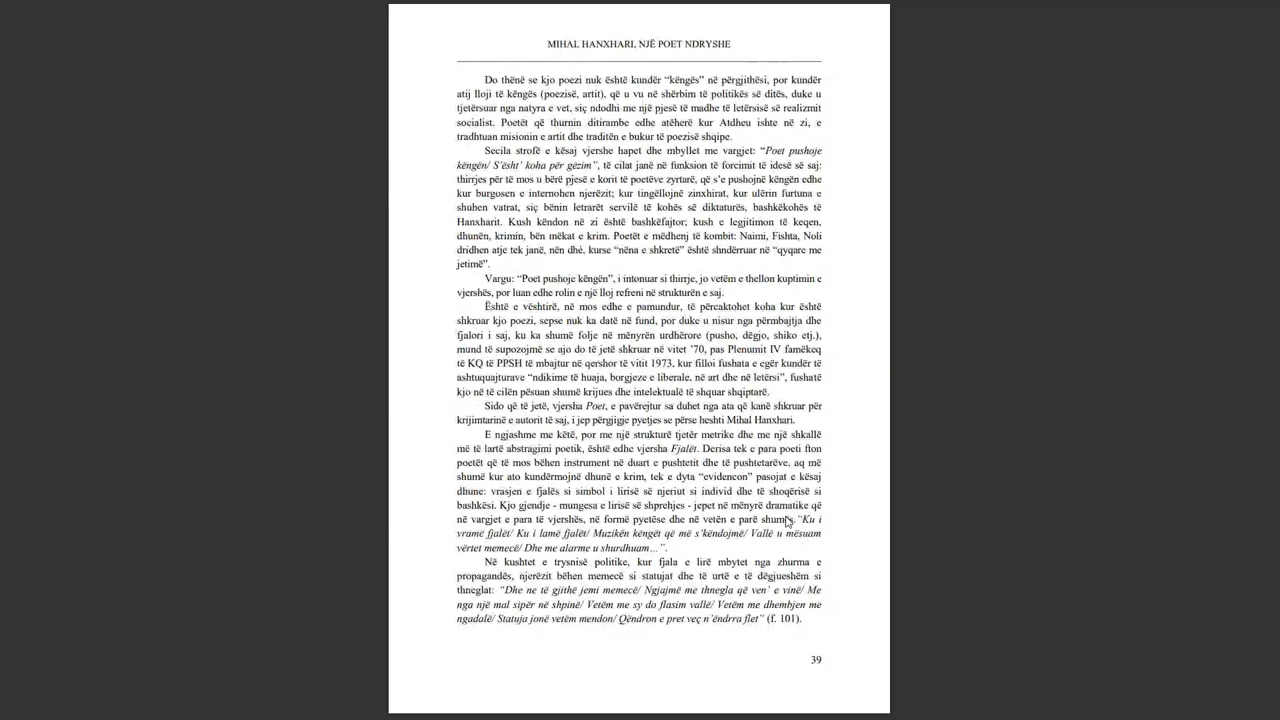 MIHAL HANXHARI, NJË POET NDRYSHE
Do thënë se kjo poezi nuk është kundër “këngës” në përgjithësi, por kundër
atij lloji të këngës (poezisë, artit), që u vu në shërbim të politikës së ditës, duke u
tjetërsuar nga natyra e vet, siç ndodhi me një pjesë të madhe të letërsisë së realizmit
socialist. Poetët që thurnin ditirambe edhe atëherë kur Atdheu ishte në zi, e
tradhtuan misionin e artit dhe traditën e bukur të poezisë shqipe.
Secila strofë e kësaj vjershe hapet dhe mbyllet me vargjet: “Poet pushoje
këngën/ S’ësht’ koha për gëzim”, të cilat janë në funksion të forcimit të idesë së saj:
thirrjes për të mos u bërë pjesë e korit të poetëve zyrtarë, që s’e pushojnë këngën edhe
kur burgosen e internohen njerëzit; kur tingëllojnë zinxhirat, kur ulërin furtuna e
shuhen vatrat, siç bënin letrarët servilë të kohës së diktaturës, bashkëkohës të
Hanxharit. Kush këndon në zi është bashkëfajtor; kush e legjitimon të keqen,
dhunën, krimin, bën mëkat e krim. Poetët e mëdhenj të kombit: Naimi, Fishta, Noli
dridhen atje tek janë, nën dhé, kurse “nëna e shkretë” është shndërruar në “qyqare me
jetimë”.
Vargu: “Poet pushoje këngën”, i intonuar si thirrje, jo vetëm e thellon kuptimin e
vjershës, por luan edhe rolin e një lloj refreni në strukturën e saj.
Është e vështirë, në mos edhe e pamundur, të përcaktohet koha kur është
shkruar kjo poezi, sepse nuk ka datë në fund, por duke u nisur nga përmbajtja dhe
fjalori i saj, ku ka shumë folje në mënyrën urdhërore (pusho, dëgjo, shiko etj.),
mund të supozojmë se ajo do të jetë shkruar në vitet ’70, pas Plenumit IV famëkeq
të KQ të PPSH të mbajtur në qershor të vitit 1973, kur filloi fushata e egër kundër të
ashtuquajturave “ndikime të huaja, borgjeze e liberale, në art dhe në letërsi”, fushatë
kjo në të cilën pësuan shumë krijues dhe intelektualë të shquar shqiptarë.
Sido që të jetë, vjersha Poet, e pavërejtur sa duhet nga ata që kanë shkruar për
krijimtarinë e autorit të saj, i jep përgjigje pyetjes se përse heshti Mihal Hanxhari.
E ngjashme me këtë, por me një strukturë tjetër metrike dhe me një shkallë
më të lartë abstragimi poetik, është edhe vjersha Fjalët. Derisa tek e para poeti fton
poetët që të mos bëhen instrument në duart e pushtetit dhe të pushtetarëve, aq më
shumë kur ato kundërmojnë dhunë e krim, tek e dyta “evidencon” pasojat e kësaj
dhune: vrasjen e fjalës si simbol i lirisë së njeriut si individ dhe të shoqërisë si
bashkësi. Kjo gjendje - mungesa e lirisë së shprehjes - jepet në mënyrë dramatike që
në vargjet e para të vjershës, në formë pyetëse dhe në vetën e parë shumës “Ku i
vramë fjalët/ Ku i lamë fjalët/ Muzikën këngët që më s’këndojmë/ Vallë u mësuam
vërtet memecë/ Dhe me alarme u shurdhuam…”.
Në kushtet e trysnisë politike, kur fjala e lirë mbytet nga zhurma e
propagandës, njerëzit bëhen memecë si statujat dhe të urtë e të dëgjueshëm si
thneglat: “Dhe ne të gjithë jemi memecë/ Ngjajmë me thnegla që ven’ e vinë/ Me
nga një mal sipër në shpinë/ Vetëm me sy do flasim vallë/ Vetëm me dhembjen me
ngadalë/ Statuja jonë vetëm mendon/ Qëndron e pret veç n’ëndrra flet” (f. 101).
39